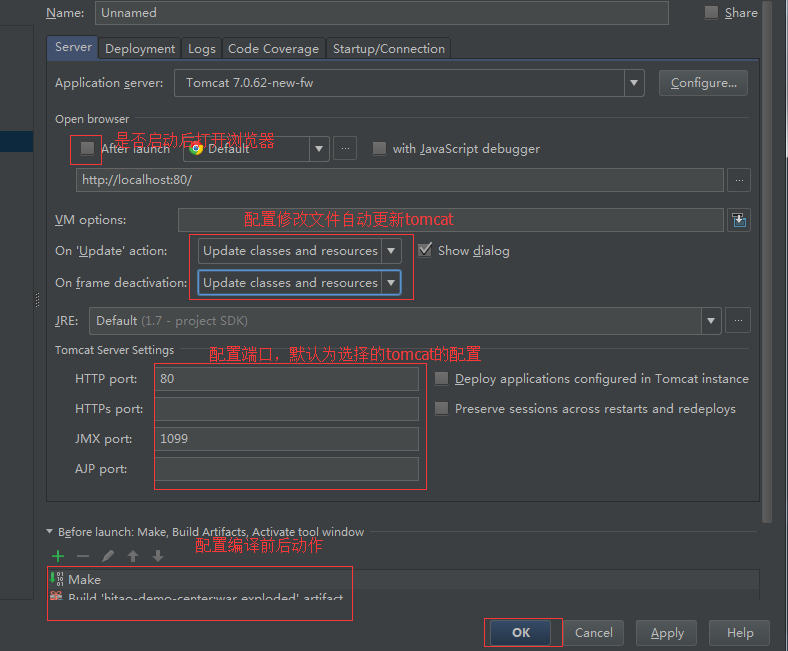 Name: Unnamed Share
Server Deployment Logs Code Coverage Startup/Connection
Application server: Tomcat 7.0.62-new-fw Configure...
Open browser
是否启动后打开浏览器
After launch Default ... with JavaScript debugger
http://localhost:80/ ...
VM options: 配置修改文件自动更新tomcat
On 'Update' action: Update classes and resources Show dialog
On frame deactivation: Update classes and resources
JRE: Default (1.7 - project SDK) ...
Tomcat Server Settings 配置端口，默认为选择的tomcat的配置
HTTP port: 80 Deploy applications configured in Tomcat instance
HTTPs port: Preserve sessions across restarts and redeploys
JMX port: 1099
AJP port:
Before launch: Make, Build Artifacts, Activate tool window
配置编译前后动作
Make
Build 'hitao-demo-center:war exploded' artifact
OK Cancel Apply Help